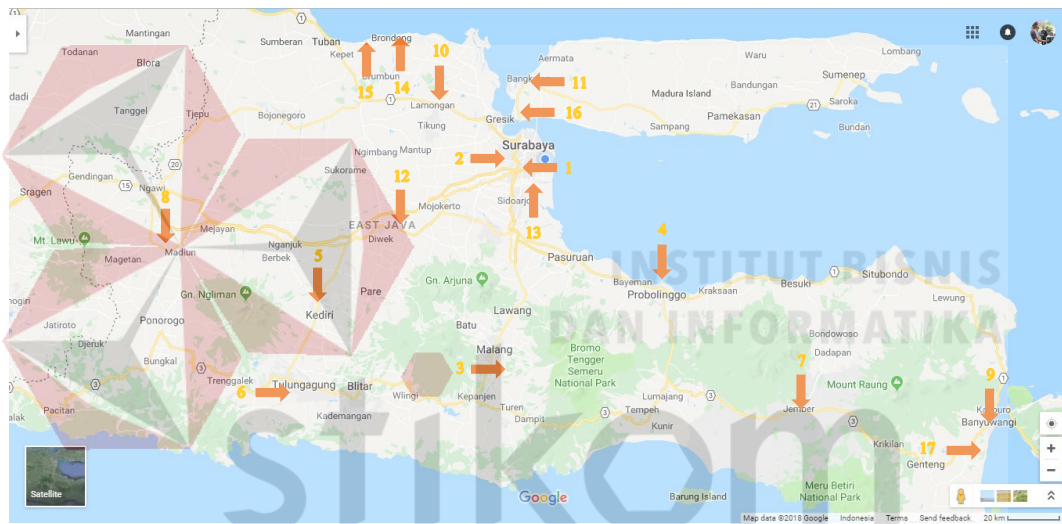 Mantingan
Todanan
Blora
Sumberan
Tuban
Brondong
Kepet
Brumbun
10
15
14
Lamongan
dadi
Tanggel
Tjepu
Bojonegoro
Tikung
Gresik
Aermata
Bangk
11
16
Waru
Lombang
Bandungan
Sumenep
Madura Island
Saroka
Pamekasan
Sampang
Bundan
Surabaya
2
1
Ngimbang
Mantup
Sukorame
Gendingan
Ngawi
Sragen
8
12
Mojokerto
Sidoarjo
13
EAST JAVA
Diwek
Mejayan
Nganjuk
Berbek
Mt. Lawu
Magetan
Madiun
5
4
Pasuruan
Bayeman
Probolinggo
Kraksaan
Besuki
Situbondo
Lewung
INSTITUT BISNIS
DAN INFORMATIKA
Gn. Ngliman
Pare
Gn. Arjuna
Lawang
Kediri
Ponorogo
Jatiroto
Djeruk
Bungkal
Batu
Malang
3
Bromo
Tengger
Semeru
National Park
Bondowoso
Dadapan
7
Mount Raung
9
Trenggalek
6
Tulungagung
Blitar
Wlingi
Kepanjen
Turen
Dampit
Lumajang
Tempeh
Kunir
Jember
Banyuwangi
Pacitan
Kademangan
17
Krikilan
Genteng
STIKOM
Meru Betiri
National Park
Barung Island
Satellite
Google
Map data ©2018 Google Indonesia Terms Send feedback 20 km